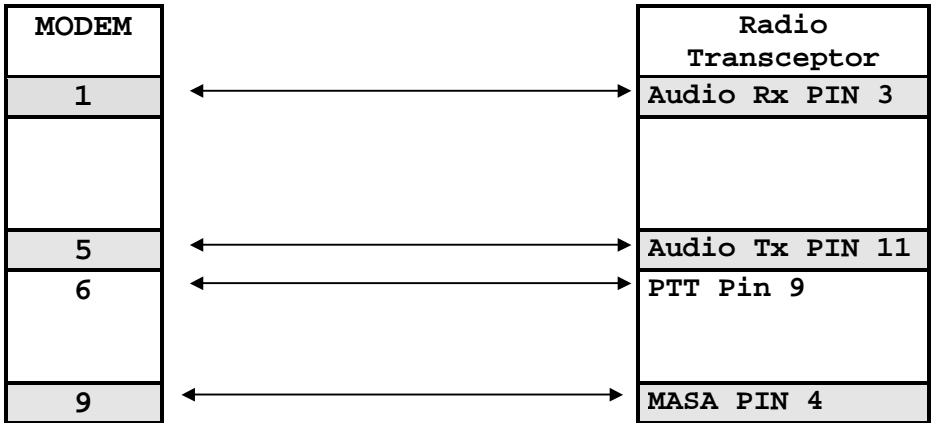 MODEM
Radio
Transceptor
1
Audio Rx PIN 3
5
Audio Tx PIN 11
6
PTT Pin 9
9
MASA PIN 4